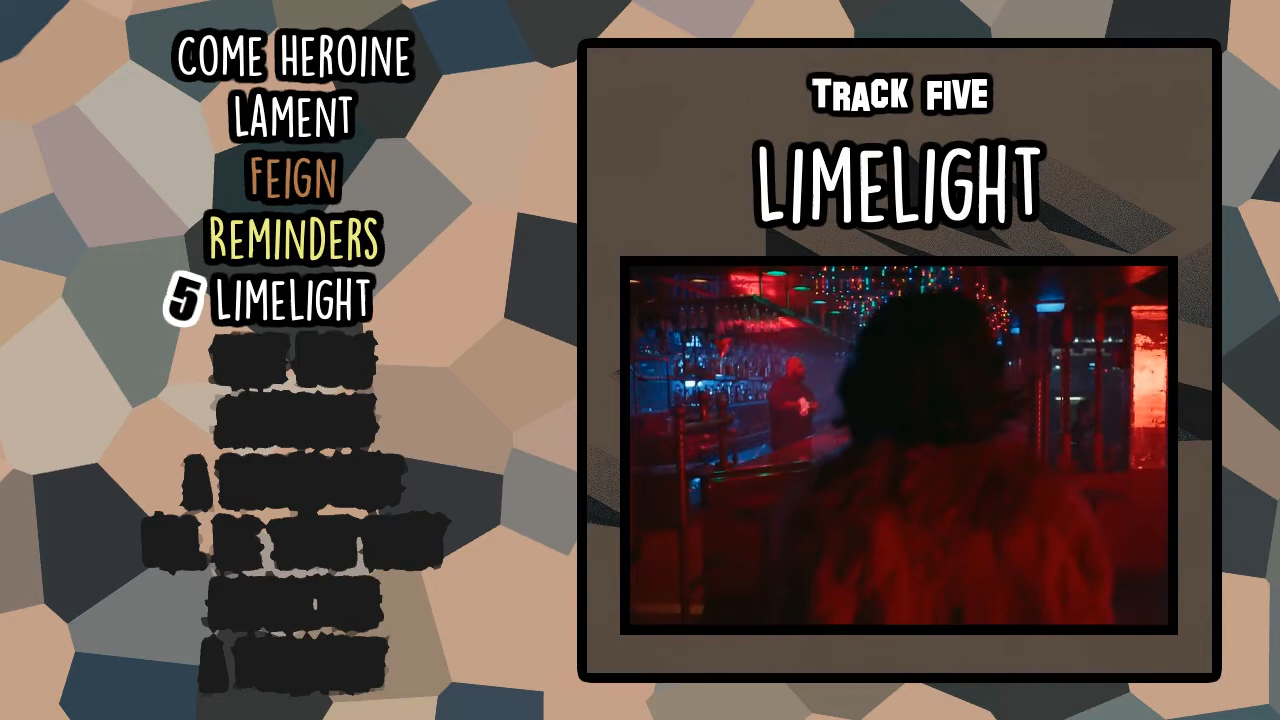 COME HEROINE
LAMENT
FEIGN
REMINDERS
5 LIMELIGHT
TRACK FIVE
LIMELIGHT